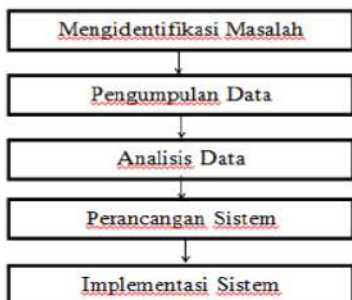 Mengidentifikasi Masalah
Pengumpulan Data
Analisis Data
Perancangan Sistem
Implementasi Sistem